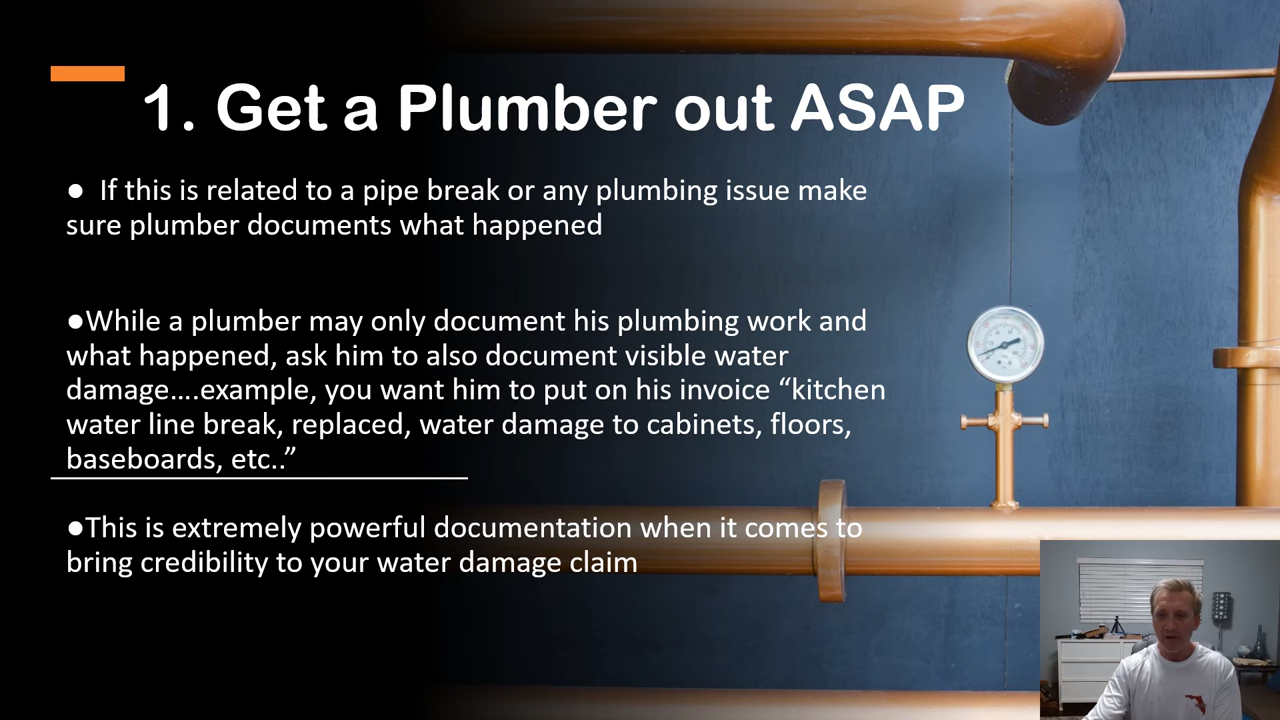 1. Get a Plumber out ASAP
● If this is related to a pipe break or any plumbing issue make
sure plumber documents what happened
●While a plumber may only document his plumbing work and
what happened, ask him to also document visible water
damage....example, you want him to put on his invoice “kitchen
water line break, replaced, water damage to cabinets, floors,
baseboards, etc..”
●This is extremely powerful documentation when it comes to
bring credibility to your water damage claim